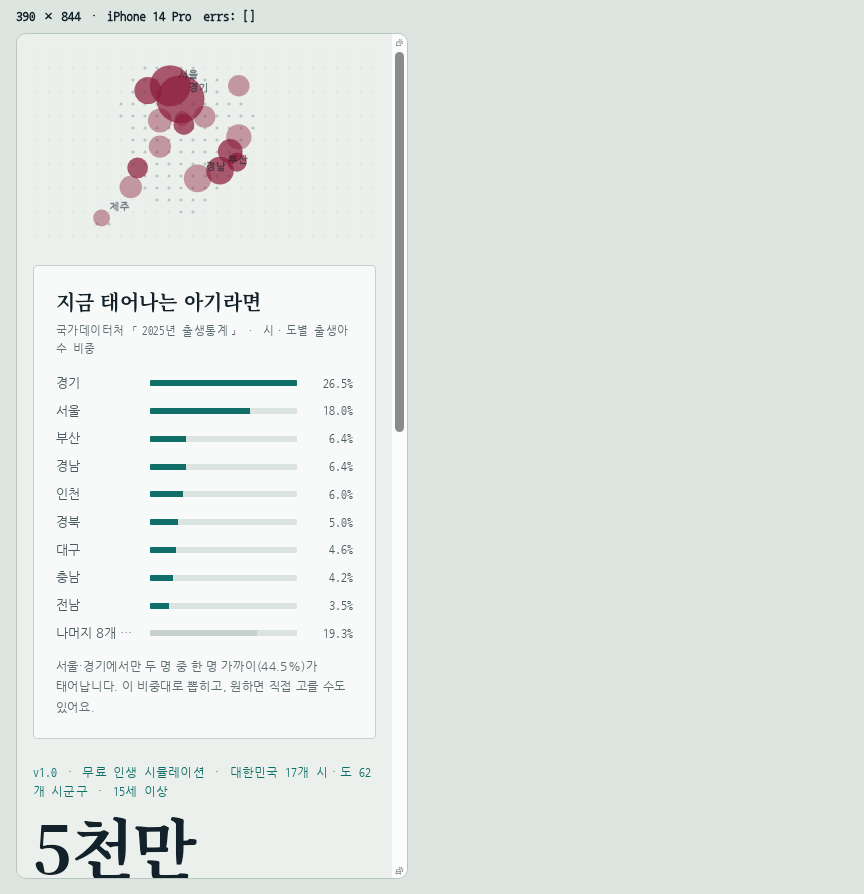 390 × 844 · iPhone 14 Pro errs: []
서울
경기
경남 부산
제주
지금 태어나는 아기라면
국가데이터처 「2025년 출생통계」 · 시·도별 출생아
수 비중
경기 26.5%
서울 18.0%
부산 6.4%
경남 6.4%
인천 6.0%
경북 5.0%
대구 4.6%
충남 4.2%
전남 3.5%
나머지 8개 … 19.3%
서울·경기에서만 두 명 중 한 명 가까이(44.5%)가
태어납니다. 이 비중대로 뽑히고, 원하면 직접 고를 수도
있어요.
v1.0 · 무료 인생 시뮬레이션 · 대한민국 17개 시·도 62
개 시군구 · 15세 이상
5천만